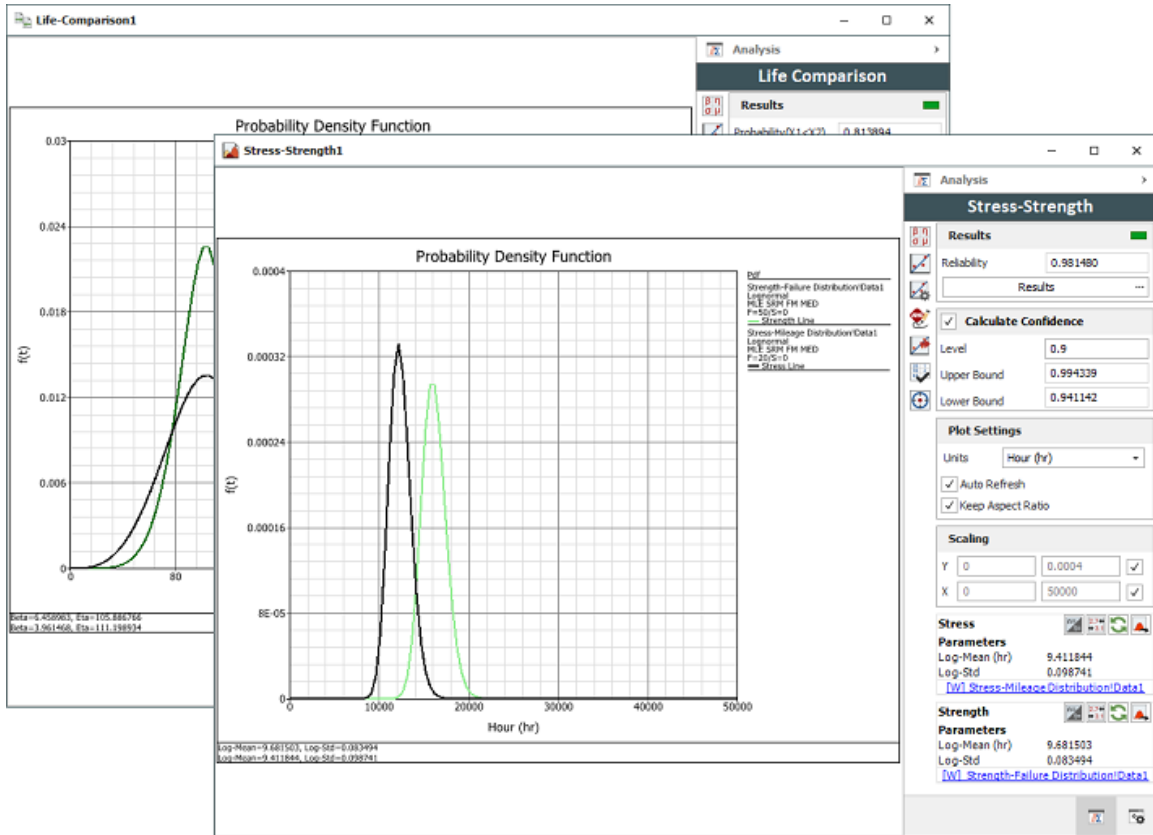 Life-Comparison1
Analysis
Life Comparison
Results
Probability(X1<X2) 0.813894
Probability Density Function
0.03
0.024
0.018
0.012
0.006
0
f(t)
0
80
Beta=6.458983, Eta=105.886766
Beta=3.961468, Eta=111.198934
Stress-Strength1
Probability Density Function
0.0004
0.00032
0.00024
0.00016
8E-05
0
f(t)
0
10000
20000
30000
40000
50000
Hour (hr)
Pdf
Strength-Failure Distribution!Data1
Lognormal
MLE SRM FM MED
F=50/S=0
Strength Line
Stress-Mileage Distribution!Data1
Lognormal
MLE SRM FM MED
F=20/S=0
Stress Line
Log-Mean=9.681503, Log-Std=0.083494
Log-Mean=9.411844, Log-Std=0.098741
Analysis
Stress-Strength
Results
Reliability 0.981480
Results ...
Calculate Confidence
Level 0.9
Upper Bound 0.994339
Lower Bound 0.941142
Plot Settings
Units Hour (hr)
Auto Refresh
Keep Aspect Ratio
Scaling
Y 0 0.0004
X 0 50000
Stress
Parameters
Log-Mean (hr) 9.411844
Log-Std 0.098741
[W] Stress-Mileage Distribution!Data1
Strength
Parameters
Log-Mean (hr) 9.681503
Log-Std 0.083494
[W] Strength-Failure Distribution!Data1